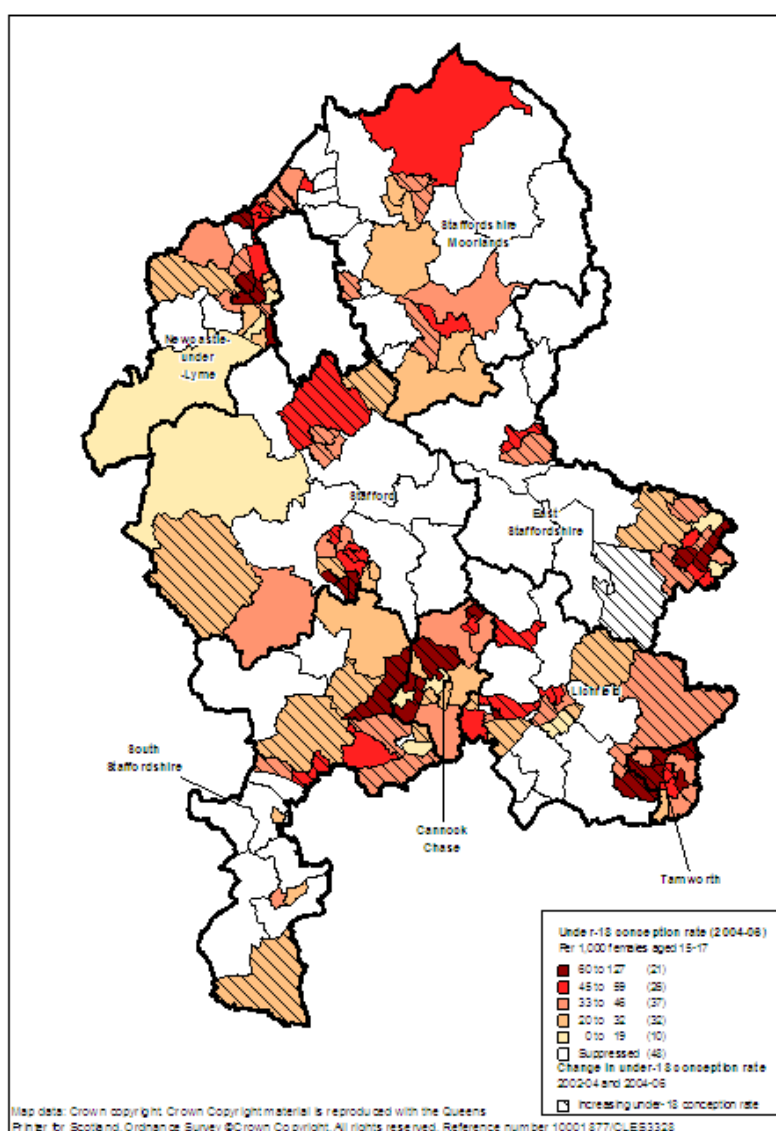 Staffordshire
Moorlands
Newcastle-
under
-Lyme
Stafford
East
Staffordshire
Lichfield
South
Staffordshire
Cannock
Chase
Tamworth
Under-18 conception rate (2004-06)
Per 1,000 females aged 15-17
60 to 127 (21)
45 to 59 (26)
33 to 46 (37)
20 to 32 (32)
0 to 19 (10)
Suppressed (48)
Change in under-18 conception rate
2002-04 and 2004-06
Increasing under-18 conception rate
Map data: Crown copyright. Crown Copyright material is reproduced with the Queens
Printer for Scotland. Ordnance Survey ©Crown Copyright. All rights reserved. Reference number 10001877/CLES3328